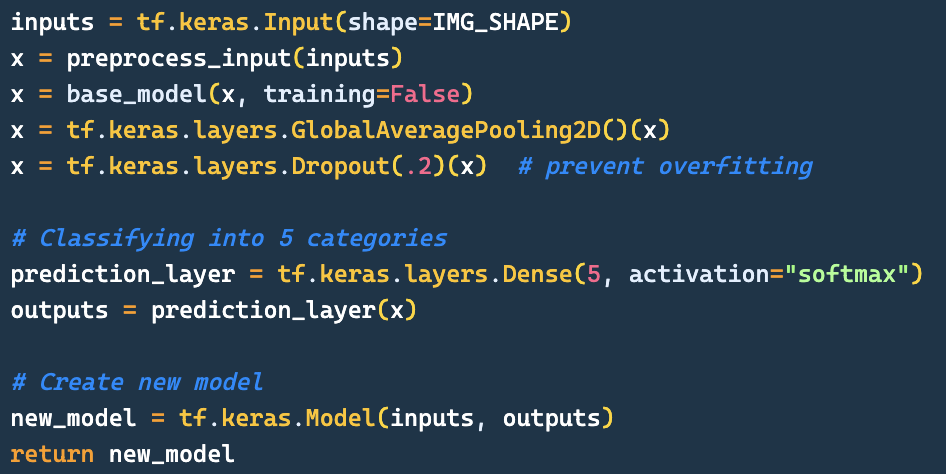 inputs = tf.keras.Input(shape=IMG_SHAPE)
x = preprocess_input(inputs)
x = base_model(x, training=False)
x = tf.keras.layers.GlobalAveragePooling2D()(x)
x = tf.keras.layers.Dropout(.2)(x)  # prevent overfitting
# Classifying into 5 categories
prediction_layer = tf.keras.layers.Dense(5, activation="softmax")
outputs = prediction_layer(x)
# Create new model
new_model = tf.keras.Model(inputs, outputs)
return new_model